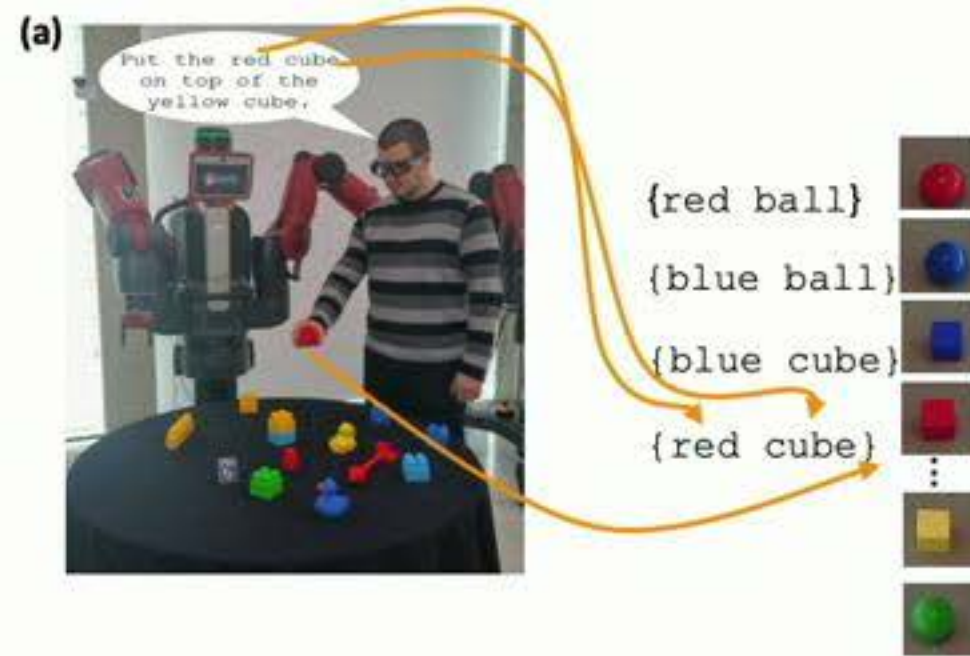 (a)
Put the red cube
on top of the
yellow cube.
{red ball}
{blue ball}
{blue cube}
{red cube}